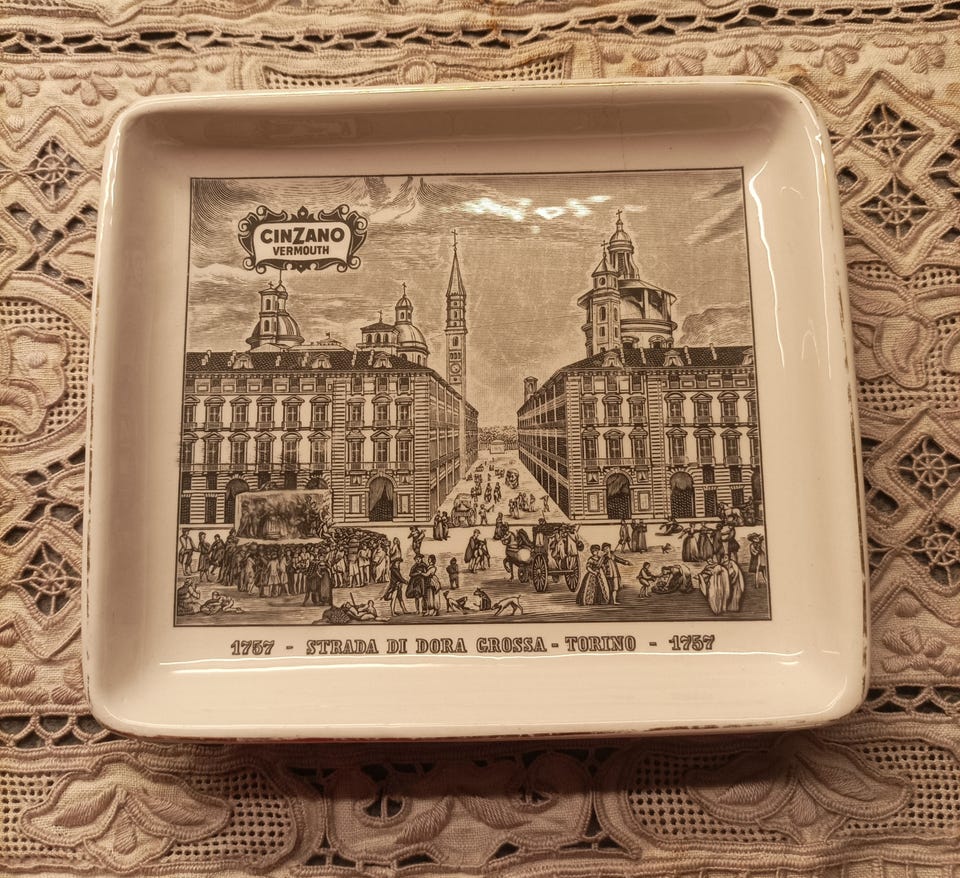 CINZANO
VERMOUTH
1757 - STRADA DI DORA GROSSA - TORINO - 1757